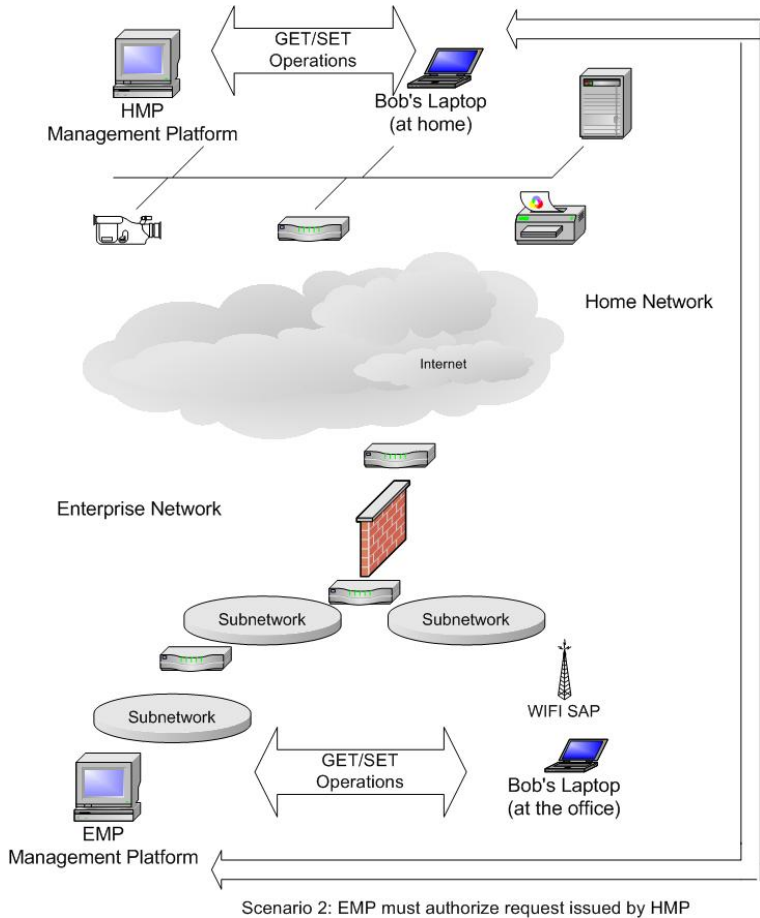 GET/SET
Operations
HMP
Management Platform
Bob's Laptop
(at home)
Home Network
Internet
Enterprise Network
Subnetwork
Subnetwork
WIFI SAP
Subnetwork
GET/SET
Operations
Bob's Laptop
(at the office)
EMP
Management Platform
Scenario 2: EMP must authorize request issued by HMP